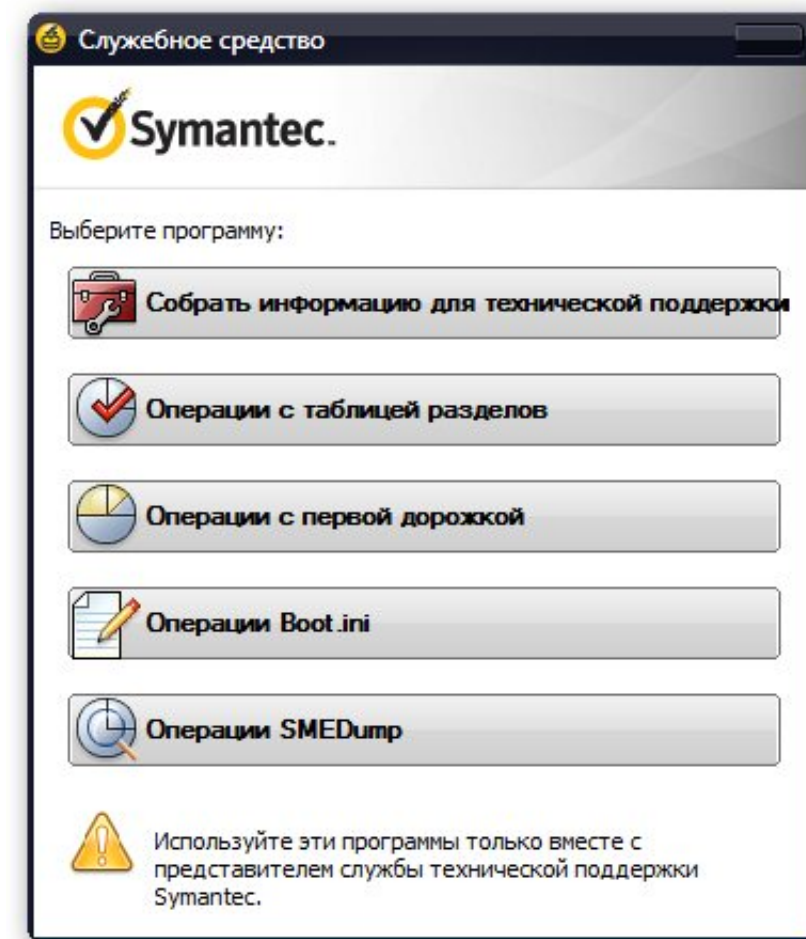 Служебное средство
Symantec.
Выберите программу:
Собрать информацию для технической поддержки
Операции с таблицей разделов
Операции с первой дорожкой
Операции Boot.ini
Операции SMEDump
Используйте эти программы только вместе с
представителем службы технической поддержки
Symantec.